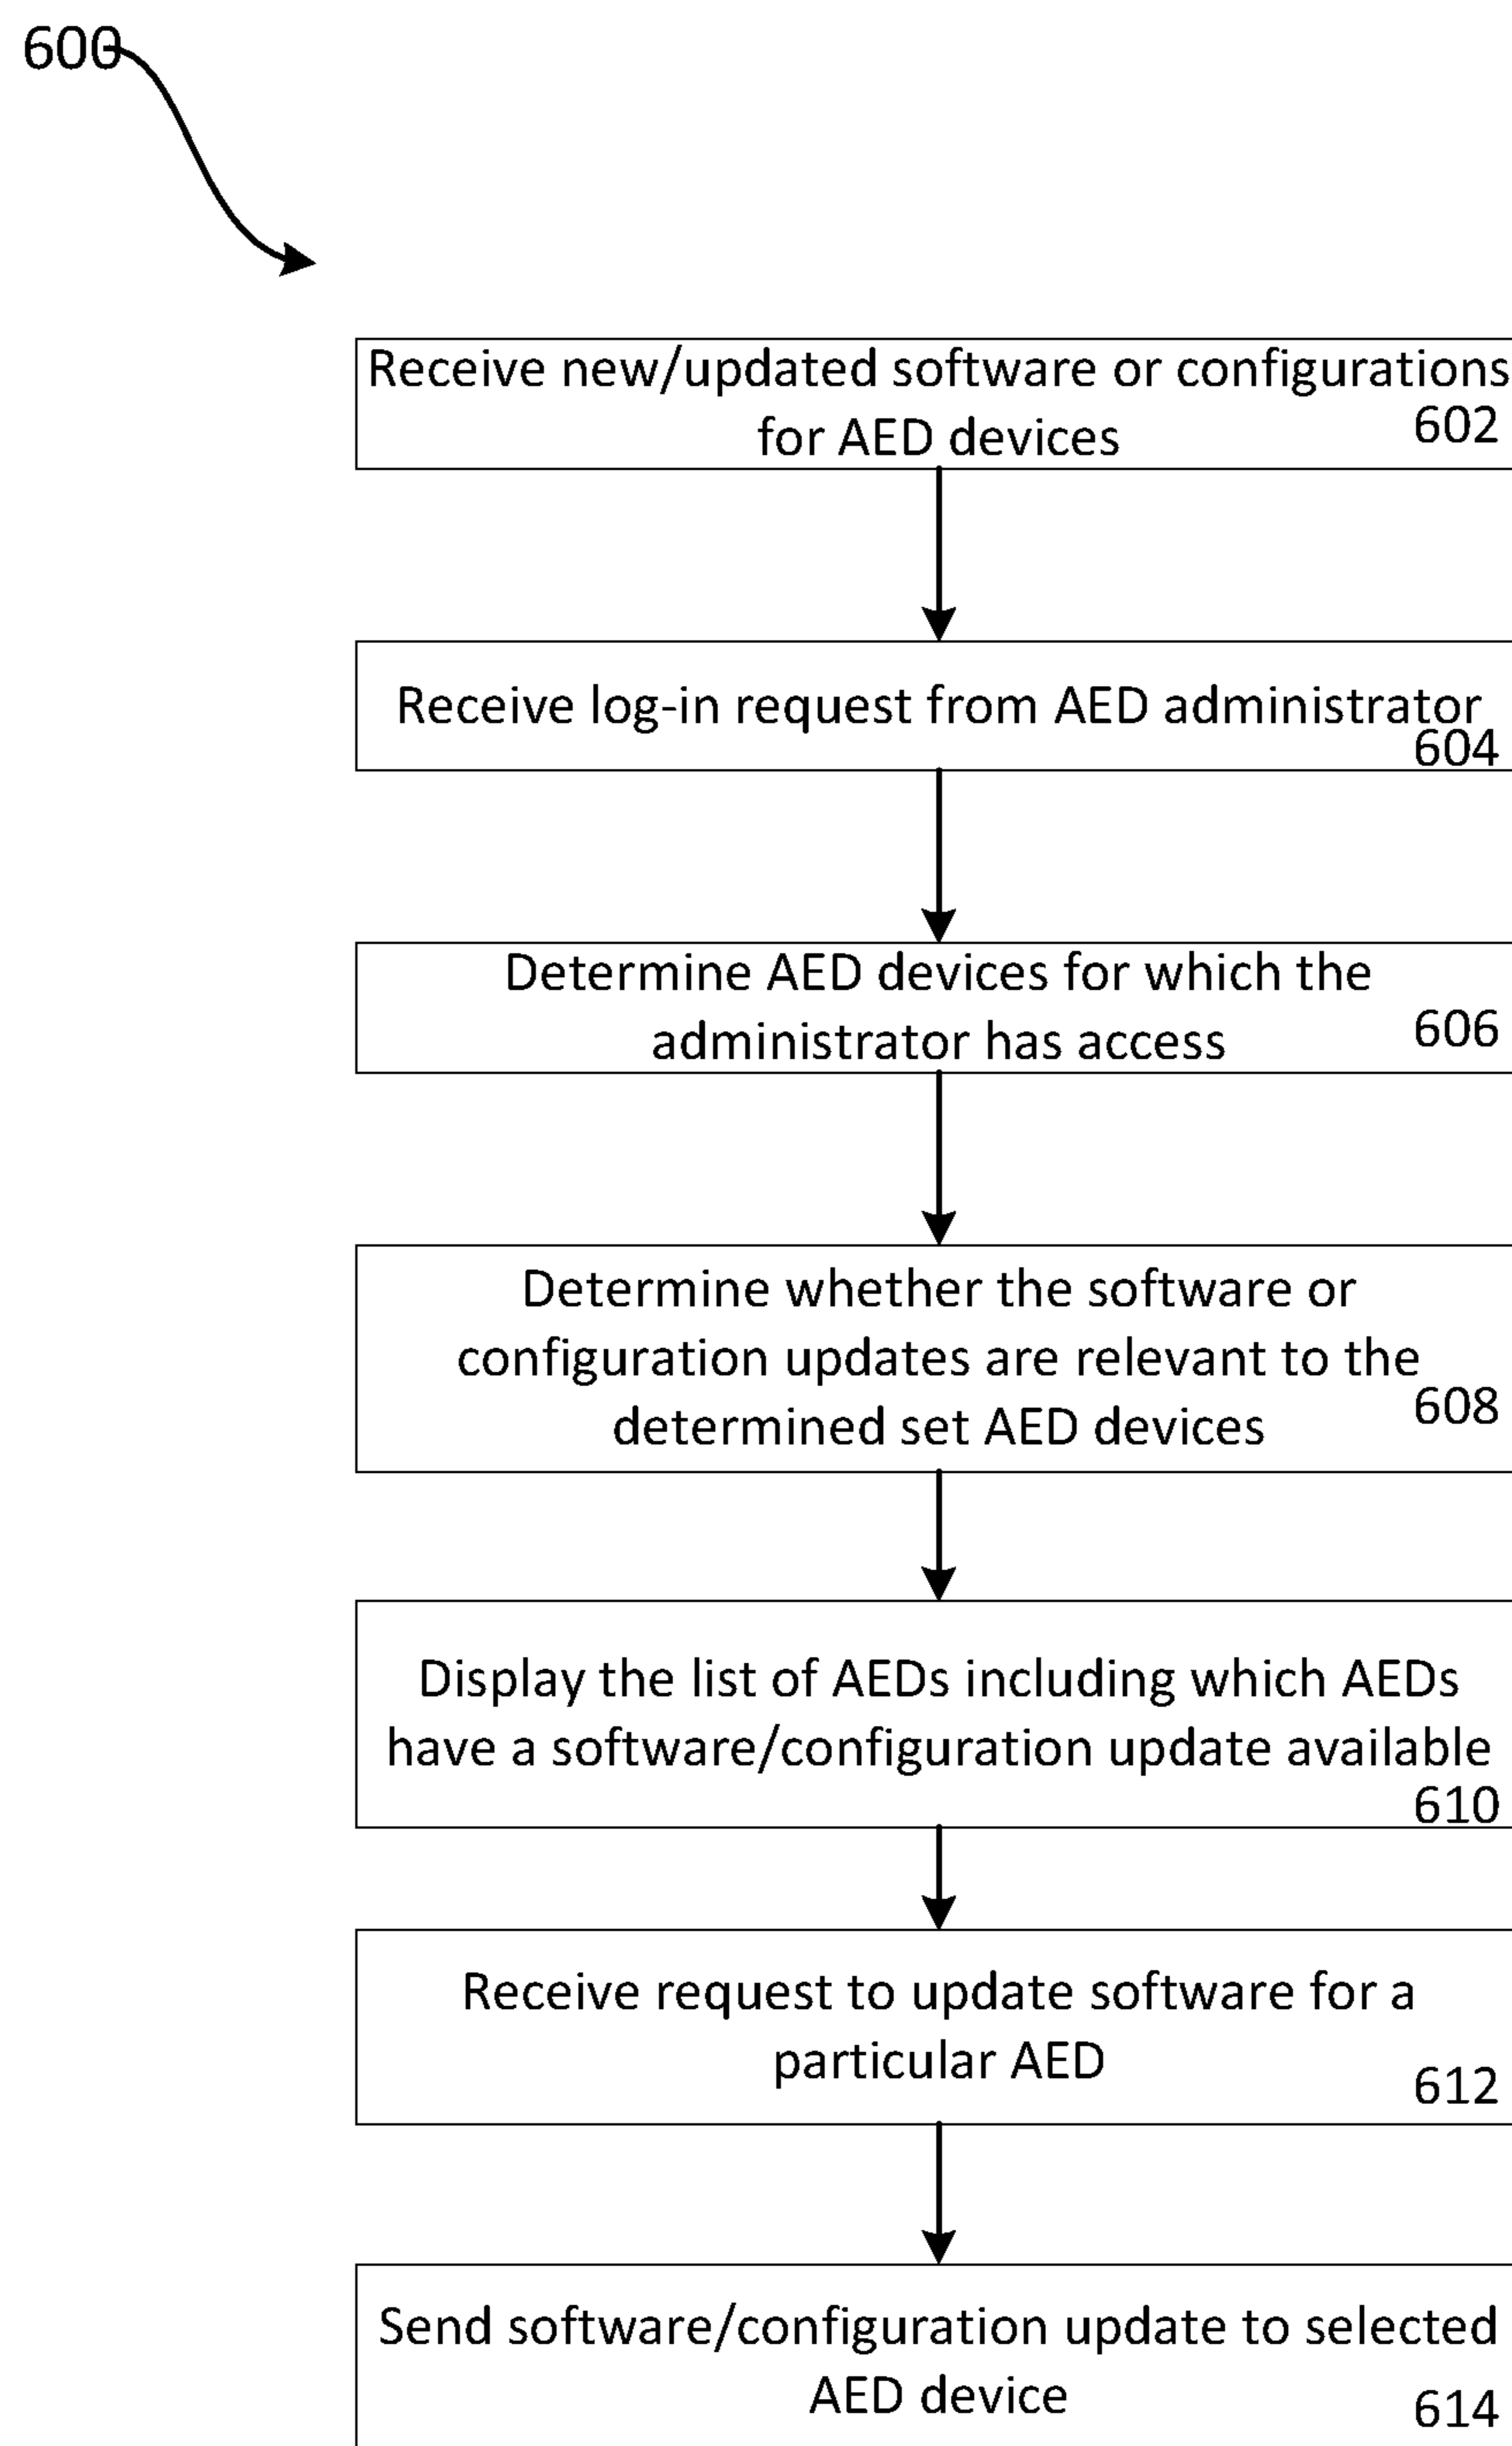 600
Receive new/updated software or configurations
for AED devices
602
Receive log-in request from AED administrator
604
Determine AED devices for which the
administrator has access
606
Determine whether the software or
configuration updates are relevant to the
determined set AED devices
608
Display the list of AEDs including which AEDs
have a software/configuration update available
610
Receive request to update software for a
particular AED
612
Send software/configuration update to selected
AED device
614